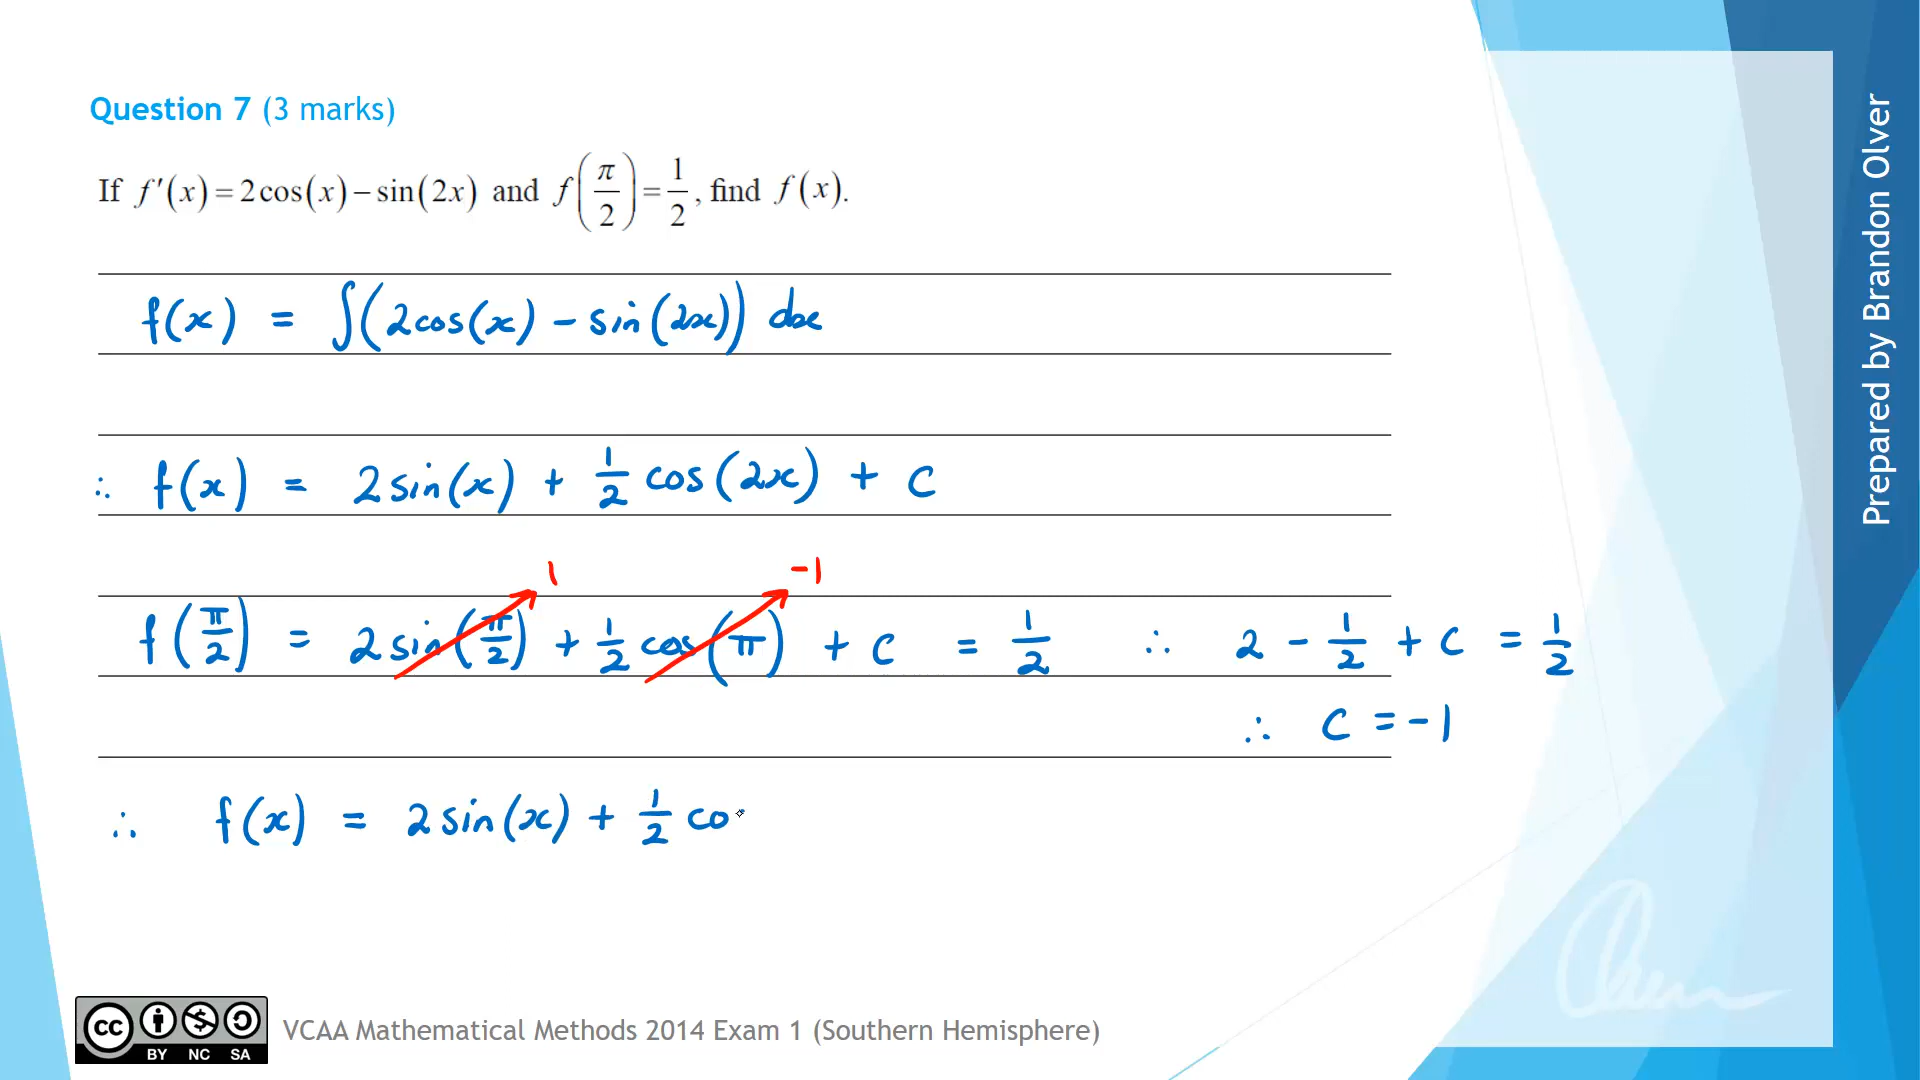 Question 7 (3 marks)
If f′(x) = 2cos(x) − sin(2x) and f(π/2) = 1/2, find f(x).
f(x) = ∫(2cos(x) − sin(2x)) dx
∴ f(x) = 2sin(x) + 1/2 cos(2x) + c
1 −1
f(π/2) = 2sin(π/2) + 1/2 cos(π) + c = 1/2 ∴ 2 − 1/2 + c = 1/2
∴ c = −1
∴ f(x) = 2sin(x) + 1/2 co
cc BY NC SA
VCAA Mathematical Methods 2014 Exam 1 (Southern Hemisphere)
Prepared by Brandon Olver